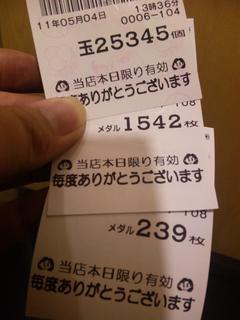 11年05月04日 13時36分
0006-104
玉25345個
当店本日限り有効
毎度ありがとうございます
108
メダル1542枚
当店本日限り有効
毎度ありがとうございます
108
メダル239枚
当店本日限り有効
毎度ありがとうございます